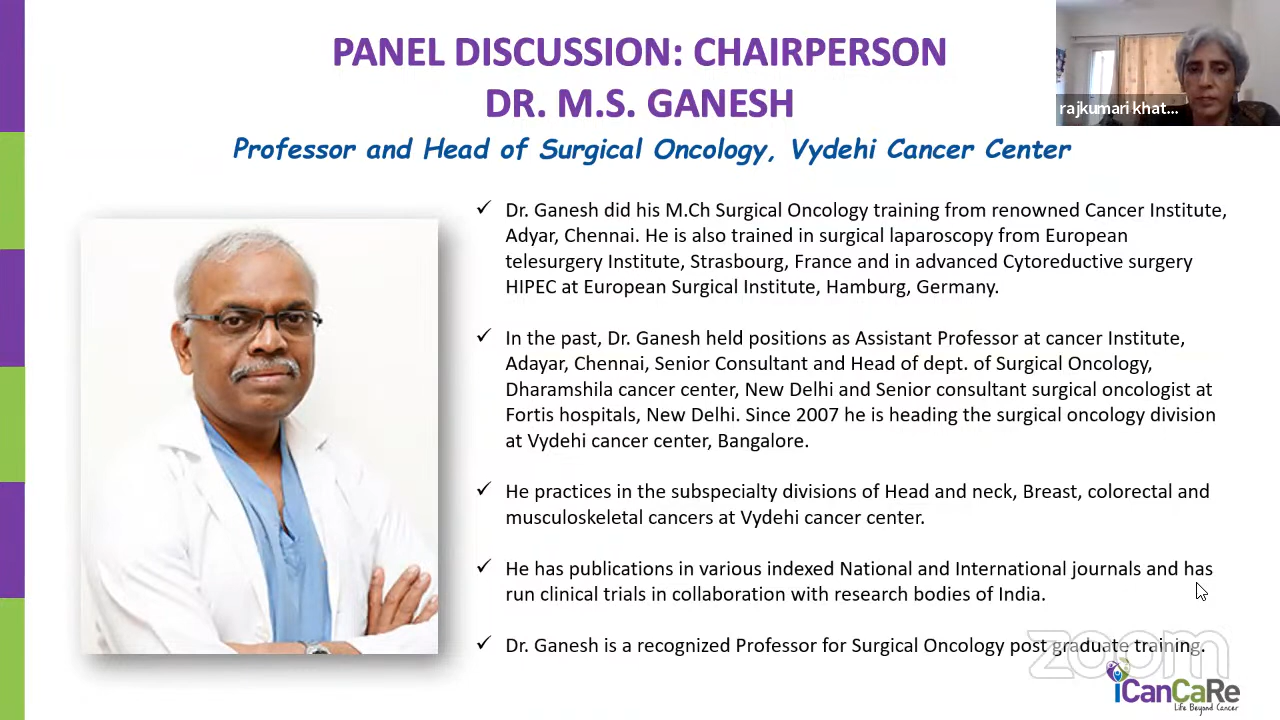 PANEL DISCUSSION: CHAIRPERSON
DR. M.S. GANESH
Professor and Head of Surgical Oncology, Vydehi Cancer Center
rajkumari khat...
Dr. Ganesh did his M.Ch Surgical Oncology training from renowned Cancer Institute,
Adyar, Chennai. He is also trained in surgical laparoscopy from European
telesurgery Institute, Strasbourg, France and in advanced Cytoreductive surgery
HIPEC at European Surgical Institute, Hamburg, Germany.
In the past, Dr. Ganesh held positions as Assistant Professor at cancer Institute,
Adayar, Chennai, Senior Consultant and Head of dept. of Surgical Oncology,
Dharamshila cancer center, New Delhi and Senior consultant surgical oncologist at
Fortis hospitals, New Delhi. Since 2007 he is heading the surgical oncology division
at Vydehi cancer center, Bangalore.
He practices in the subspecialty divisions of Head and neck, Breast, colorectal and
musculoskeletal cancers at Vydehi cancer center.
He has publications in various indexed National and International journals and has
run clinical trials in collaboration with research bodies of India.
Dr. Ganesh is a recognized Professor for Surgical Oncology post graduate training.
zoom
iCanCaRe
Life Beyond Cancer